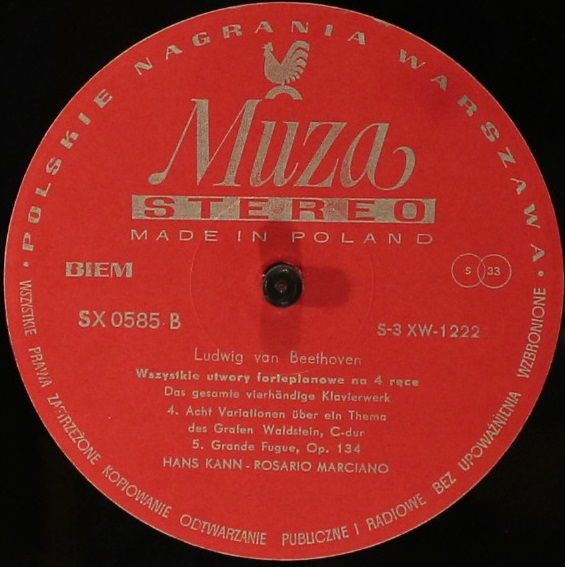 POLSKIE NAGRANIA WARSZAWA
Muza
STEREO
MADE IN POLAND
BIEM
S 33
SX 0585 B
S-3 XW-1222
Ludwig van Beethoven
Wszystkie utwory fortepianowe na 4 ręce
Das gesamte vierhändige Klavierwerk
4. Acht Variationen über ein Thema
des Grafen Waldstein, C-dur
5. Grande Fugue, Op. 134
HANS KANN - ROSARIO MARCIANO
WSZYSTKIE PRAWA ZASTRZEŻONE KOPIOWANIE ODTWARZANIE PUBLICZNE I RADIOWE BEZ UPOWAŻNIENIA WZBRONIONE